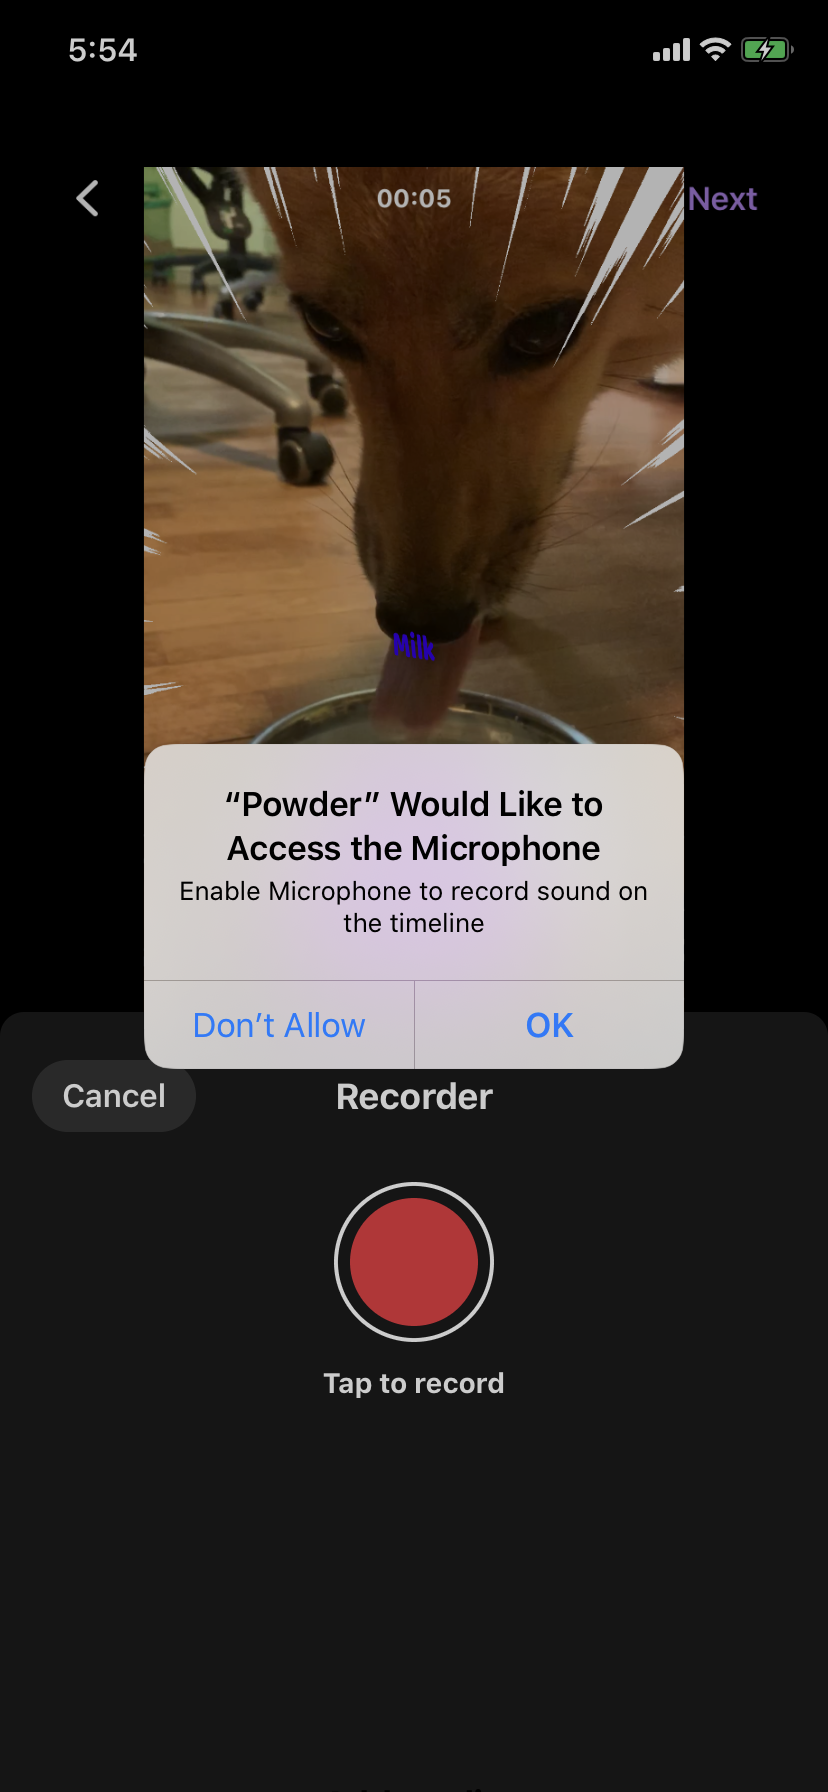 5:54
00:05
Next
Milk
“Powder” Would Like to
Access the Microphone
Enable Microphone to record sound on
the timeline
Don’t Allow
OK
Cancel
Recorder
Tap to record